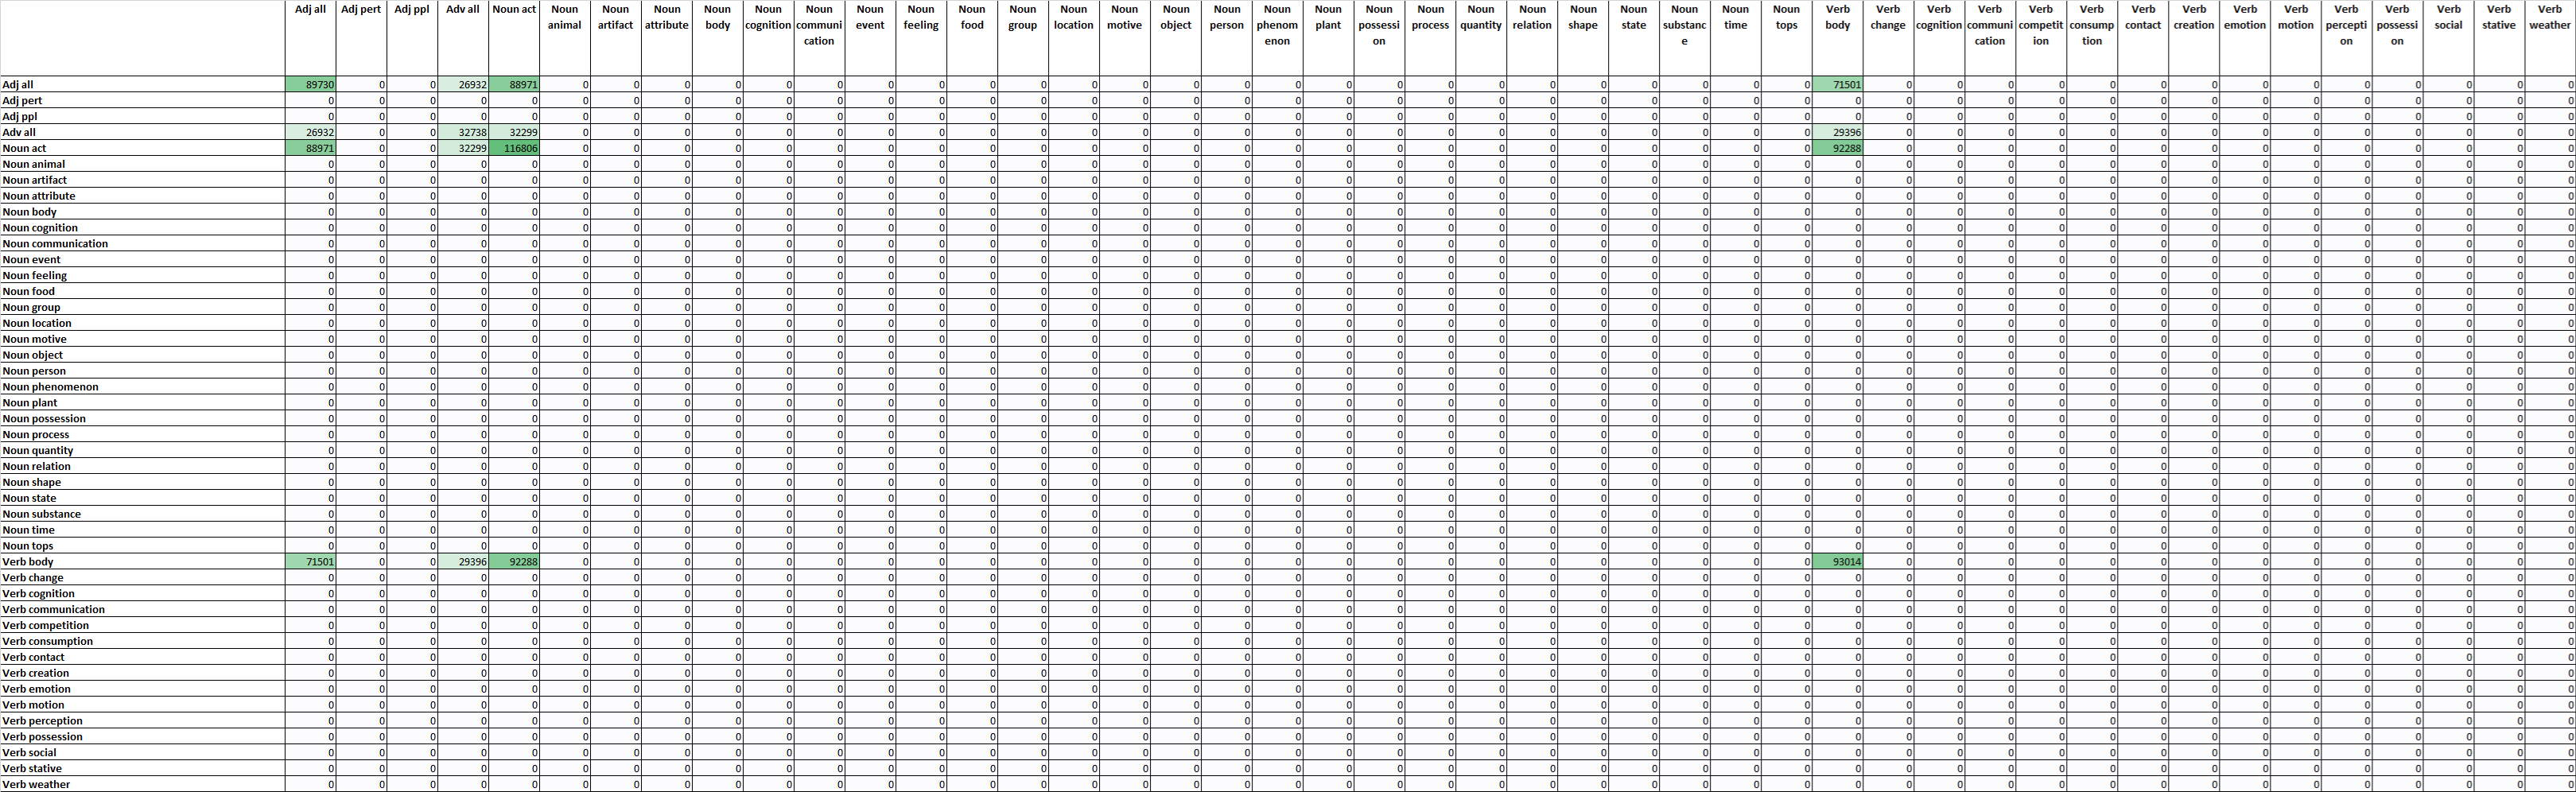 Adj all Adj pert Adj ppl Adv all Noun act Noun Noun Noun Noun Noun Noun Noun Noun Noun Noun Noun Noun Noun Noun Noun Noun Noun Noun Noun Noun Noun Noun Noun Noun Noun Verb Verb Verb Verb Verb Verb Verb Verb Verb Verb Verb Verb Verb Verb Verb
animal artifact attribute body cognition communi event feeling food group location motive object person phenom plant possessi process quantity relation shape state substanc time tops body change cognition communi competit consump contact creation emotion motion percepti possessi social stative weather
cation enon on e cation ion tion on on
Adj all 89730 0 0 26932 88971 0 0 0 0 0 0 0 0 0 0 0 0 0 0 0 0 0 0 0 0 0 0 0 0 0 71501 0 0 0 0 0 0 0 0 0 0 0 0 0 0
Adj pert 0 0 0 0 0 0 0 0 0 0 0 0 0 0 0 0 0 0 0 0 0 0 0 0 0 0 0 0 0 0 0 0 0 0 0 0 0 0 0 0 0 0 0 0 0
Adj ppl 0 0 0 0 0 0 0 0 0 0 0 0 0 0 0 0 0 0 0 0 0 0 0 0 0 0 0 0 0 0 0 0 0 0 0 0 0 0 0 0 0 0 0 0 0
Adv all 26932 0 0 32738 32299 0 0 0 0 0 0 0 0 0 0 0 0 0 0 0 0 0 0 0 0 0 0 0 0 0 29396 0 0 0 0 0 0 0 0 0 0 0 0 0 0
Noun act 88971 0 0 32299 116806 0 0 0 0 0 0 0 0 0 0 0 0 0 0 0 0 0 0 0 0 0 0 0 0 0 92288 0 0 0 0 0 0 0 0 0 0 0 0 0 0
Noun animal 0 0 0 0 0 0 0 0 0 0 0 0 0 0 0 0 0 0 0 0 0 0 0 0 0 0 0 0 0 0 0 0 0 0 0 0 0 0 0 0 0 0 0 0 0
Noun artifact 0 0 0 0 0 0 0 0 0 0 0 0 0 0 0 0 0 0 0 0 0 0 0 0 0 0 0 0 0 0 0 0 0 0 0 0 0 0 0 0 0 0 0 0 0
Noun attribute 0 0 0 0 0 0 0 0 0 0 0 0 0 0 0 0 0 0 0 0 0 0 0 0 0 0 0 0 0 0 0 0 0 0 0 0 0 0 0 0 0 0 0 0 0
Noun body 0 0 0 0 0 0 0 0 0 0 0 0 0 0 0 0 0 0 0 0 0 0 0 0 0 0 0 0 0 0 0 0 0 0 0 0 0 0 0 0 0 0 0 0 0
Noun cognition 0 0 0 0 0 0 0 0 0 0 0 0 0 0 0 0 0 0 0 0 0 0 0 0 0 0 0 0 0 0 0 0 0 0 0 0 0 0 0 0 0 0 0 0 0
Noun communication 0 0 0 0 0 0 0 0 0 0 0 0 0 0 0 0 0 0 0 0 0 0 0 0 0 0 0 0 0 0 0 0 0 0 0 0 0 0 0 0 0 0 0 0 0
Noun event 0 0 0 0 0 0 0 0 0 0 0 0 0 0 0 0 0 0 0 0 0 0 0 0 0 0 0 0 0 0 0 0 0 0 0 0 0 0 0 0 0 0 0 0 0
Noun feeling 0 0 0 0 0 0 0 0 0 0 0 0 0 0 0 0 0 0 0 0 0 0 0 0 0 0 0 0 0 0 0 0 0 0 0 0 0 0 0 0 0 0 0 0 0
Noun food 0 0 0 0 0 0 0 0 0 0 0 0 0 0 0 0 0 0 0 0 0 0 0 0 0 0 0 0 0 0 0 0 0 0 0 0 0 0 0 0 0 0 0 0 0
Noun group 0 0 0 0 0 0 0 0 0 0 0 0 0 0 0 0 0 0 0 0 0 0 0 0 0 0 0 0 0 0 0 0 0 0 0 0 0 0 0 0 0 0 0 0 0
Noun location 0 0 0 0 0 0 0 0 0 0 0 0 0 0 0 0 0 0 0 0 0 0 0 0 0 0 0 0 0 0 0 0 0 0 0 0 0 0 0 0 0 0 0 0 0
Noun motive 0 0 0 0 0 0 0 0 0 0 0 0 0 0 0 0 0 0 0 0 0 0 0 0 0 0 0 0 0 0 0 0 0 0 0 0 0 0 0 0 0 0 0 0 0
Noun object 0 0 0 0 0 0 0 0 0 0 0 0 0 0 0 0 0 0 0 0 0 0 0 0 0 0 0 0 0 0 0 0 0 0 0 0 0 0 0 0 0 0 0 0 0
Noun person 0 0 0 0 0 0 0 0 0 0 0 0 0 0 0 0 0 0 0 0 0 0 0 0 0 0 0 0 0 0 0 0 0 0 0 0 0 0 0 0 0 0 0 0 0
Noun phenomenon 0 0 0 0 0 0 0 0 0 0 0 0 0 0 0 0 0 0 0 0 0 0 0 0 0 0 0 0 0 0 0 0 0 0 0 0 0 0 0 0 0 0 0 0 0
Noun plant 0 0 0 0 0 0 0 0 0 0 0 0 0 0 0 0 0 0 0 0 0 0 0 0 0 0 0 0 0 0 0 0 0 0 0 0 0 0 0 0 0 0 0 0 0
Noun possession 0 0 0 0 0 0 0 0 0 0 0 0 0 0 0 0 0 0 0 0 0 0 0 0 0 0 0 0 0 0 0 0 0 0 0 0 0 0 0 0 0 0 0 0 0
Noun process 0 0 0 0 0 0 0 0 0 0 0 0 0 0 0 0 0 0 0 0 0 0 0 0 0 0 0 0 0 0 0 0 0 0 0 0 0 0 0 0 0 0 0 0 0
Noun quantity 0 0 0 0 0 0 0 0 0 0 0 0 0 0 0 0 0 0 0 0 0 0 0 0 0 0 0 0 0 0 0 0 0 0 0 0 0 0 0 0 0 0 0 0 0
Noun relation 0 0 0 0 0 0 0 0 0 0 0 0 0 0 0 0 0 0 0 0 0 0 0 0 0 0 0 0 0 0 0 0 0 0 0 0 0 0 0 0 0 0 0 0 0
Noun shape 0 0 0 0 0 0 0 0 0 0 0 0 0 0 0 0 0 0 0 0 0 0 0 0 0 0 0 0 0 0 0 0 0 0 0 0 0 0 0 0 0 0 0 0 0
Noun state 0 0 0 0 0 0 0 0 0 0 0 0 0 0 0 0 0 0 0 0 0 0 0 0 0 0 0 0 0 0 0 0 0 0 0 0 0 0 0 0 0 0 0 0 0
Noun substance 0 0 0 0 0 0 0 0 0 0 0 0 0 0 0 0 0 0 0 0 0 0 0 0 0 0 0 0 0 0 0 0 0 0 0 0 0 0 0 0 0 0 0 0 0
Noun time 0 0 0 0 0 0 0 0 0 0 0 0 0 0 0 0 0 0 0 0 0 0 0 0 0 0 0 0 0 0 0 0 0 0 0 0 0 0 0 0 0 0 0 0 0
Noun tops 0 0 0 0 0 0 0 0 0 0 0 0 0 0 0 0 0 0 0 0 0 0 0 0 0 0 0 0 0 0 0 0 0 0 0 0 0 0 0 0 0 0 0 0 0
Verb body 71501 0 0 29396 92288 0 0 0 0 0 0 0 0 0 0 0 0 0 0 0 0 0 0 0 0 0 0 0 0 0 93014 0 0 0 0 0 0 0 0 0 0 0 0 0 0
Verb change 0 0 0 0 0 0 0 0 0 0 0 0 0 0 0 0 0 0 0 0 0 0 0 0 0 0 0 0 0 0 0 0 0 0 0 0 0 0 0 0 0 0 0 0 0
Verb cognition 0 0 0 0 0 0 0 0 0 0 0 0 0 0 0 0 0 0 0 0 0 0 0 0 0 0 0 0 0 0 0 0 0 0 0 0 0 0 0 0 0 0 0 0 0
Verb communication 0 0 0 0 0 0 0 0 0 0 0 0 0 0 0 0 0 0 0 0 0 0 0 0 0 0 0 0 0 0 0 0 0 0 0 0 0 0 0 0 0 0 0 0 0
Verb competition 0 0 0 0 0 0 0 0 0 0 0 0 0 0 0 0 0 0 0 0 0 0 0 0 0 0 0 0 0 0 0 0 0 0 0 0 0 0 0 0 0 0 0 0 0
Verb consumption 0 0 0 0 0 0 0 0 0 0 0 0 0 0 0 0 0 0 0 0 0 0 0 0 0 0 0 0 0 0 0 0 0 0 0 0 0 0 0 0 0 0 0 0 0
Verb contact 0 0 0 0 0 0 0 0 0 0 0 0 0 0 0 0 0 0 0 0 0 0 0 0 0 0 0 0 0 0 0 0 0 0 0 0 0 0 0 0 0 0 0 0 0
Verb creation 0 0 0 0 0 0 0 0 0 0 0 0 0 0 0 0 0 0 0 0 0 0 0 0 0 0 0 0 0 0 0 0 0 0 0 0 0 0 0 0 0 0 0 0 0
Verb emotion 0 0 0 0 0 0 0 0 0 0 0 0 0 0 0 0 0 0 0 0 0 0 0 0 0 0 0 0 0 0 0 0 0 0 0 0 0 0 0 0 0 0 0 0 0
Verb motion 0 0 0 0 0 0 0 0 0 0 0 0 0 0 0 0 0 0 0 0 0 0 0 0 0 0 0 0 0 0 0 0 0 0 0 0 0 0 0 0 0 0 0 0 0
Verb perception 0 0 0 0 0 0 0 0 0 0 0 0 0 0 0 0 0 0 0 0 0 0 0 0 0 0 0 0 0 0 0 0 0 0 0 0 0 0 0 0 0 0 0 0 0
Verb possession 0 0 0 0 0 0 0 0 0 0 0 0 0 0 0 0 0 0 0 0 0 0 0 0 0 0 0 0 0 0 0 0 0 0 0 0 0 0 0 0 0 0 0 0 0
Verb social 0 0 0 0 0 0 0 0 0 0 0 0 0 0 0 0 0 0 0 0 0 0 0 0 0 0 0 0 0 0 0 0 0 0 0 0 0 0 0 0 0 0 0 0 0
Verb stative 0 0 0 0 0 0 0 0 0 0 0 0 0 0 0 0 0 0 0 0 0 0 0 0 0 0 0 0 0 0 0 0 0 0 0 0 0 0 0 0 0 0 0 0 0
Verb weather 0 0 0 0 0 0 0 0 0 0 0 0 0 0 0 0 0 0 0 0 0 0 0 0 0 0 0 0 0 0 0 0 0 0 0 0 0 0 0 0 0 0 0 0 0